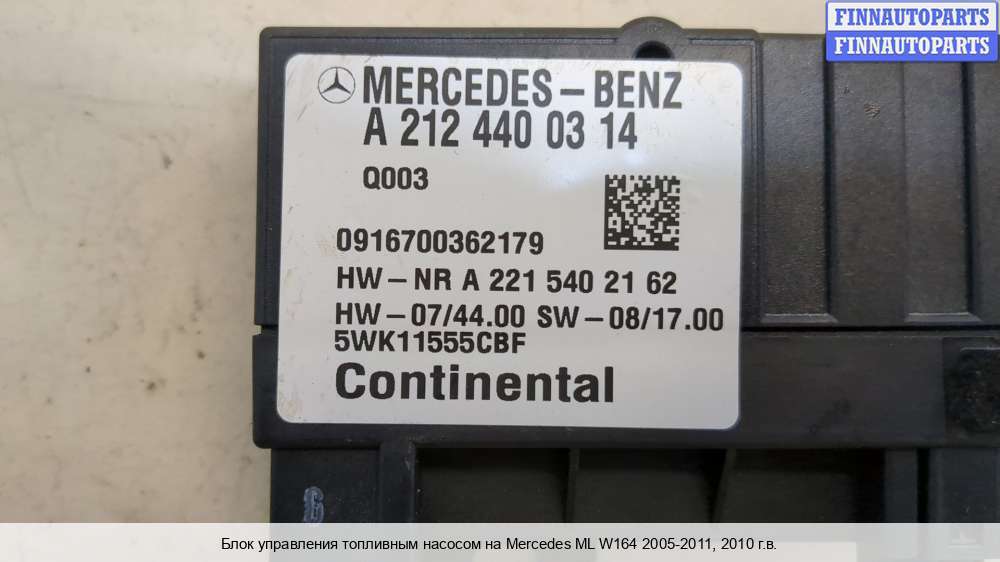 FINNAUTOPARTS
FINNAUTOPARTS
MERCEDES-BENZ
A 212 440 03 14
Q003
0916700362179
HW-NR A 221 540 21 62
HW-07/44.00 SW-08/17.00
5WK11555CBF
Continental
6
Блок управления топливным насосом на Mercedes ML W164 2005-2011, 2010 г.в.